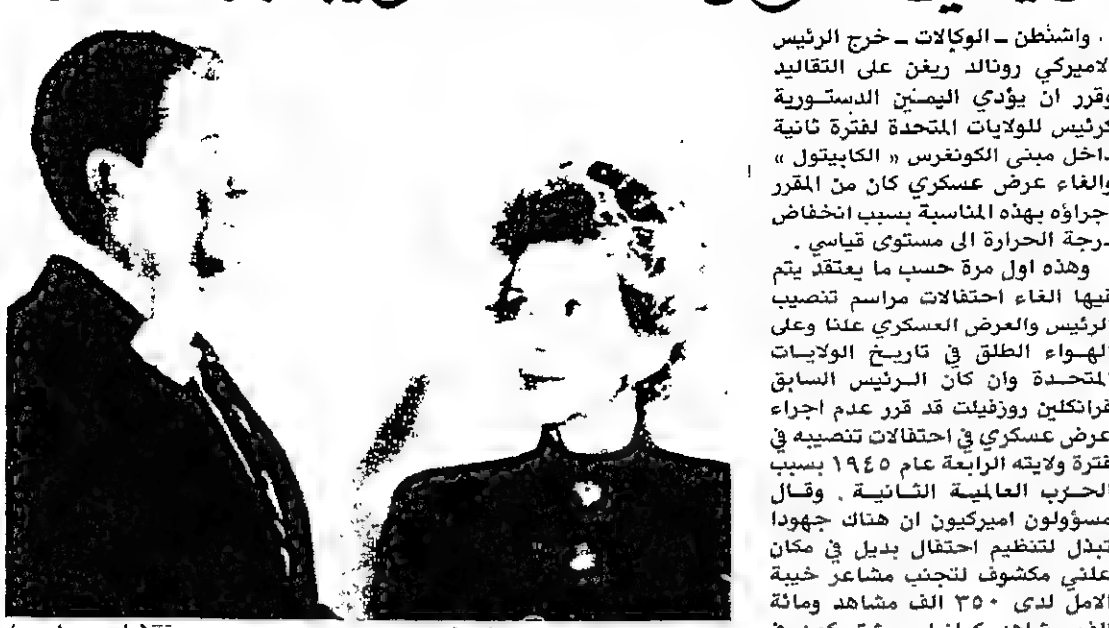 . واشنطن ـ الوكالات ـ خرج الرئيس
لاميركي رونالد ريغن على التقاليد
وقرر ان يؤدي اليمين الدستورية
كرئيس للولايات المتحدة لفترة ثانية
داخل مبنى الكونغرس « الكابيتول »
والغاء عرض عسكري كان من المقرر
جراؤه بهذه المناسبة بسبب انخفاض
درجة الحرارة الى مستوى قياسي .
وهذه اول مرة حسب ما يعتقد يتم
فيها الغاء احتفالات مراسم تنصيب
لرئيس والعرض العسكري علنا وعلى
الهواء الطلق في تاريخ الولايات
المتحدة وان كان الرئيس السابق
فرانكلين روزفيلت قد قرر عدم اجراء
عرض عسكري في احتفالات تنصيبه في
فترة ولايته الرابعة عام ١٩٤٥ بسبب
الحرب العالمية الثانية . وقال
مسؤولون اميركيون ان هناك جهودا
تبذل لتنظيم احتفال بديل في مكان
علني مكشوف لتجنب مشاعر خيبة
الامل لدى ٣٥٠ الف مشاهد ومائة